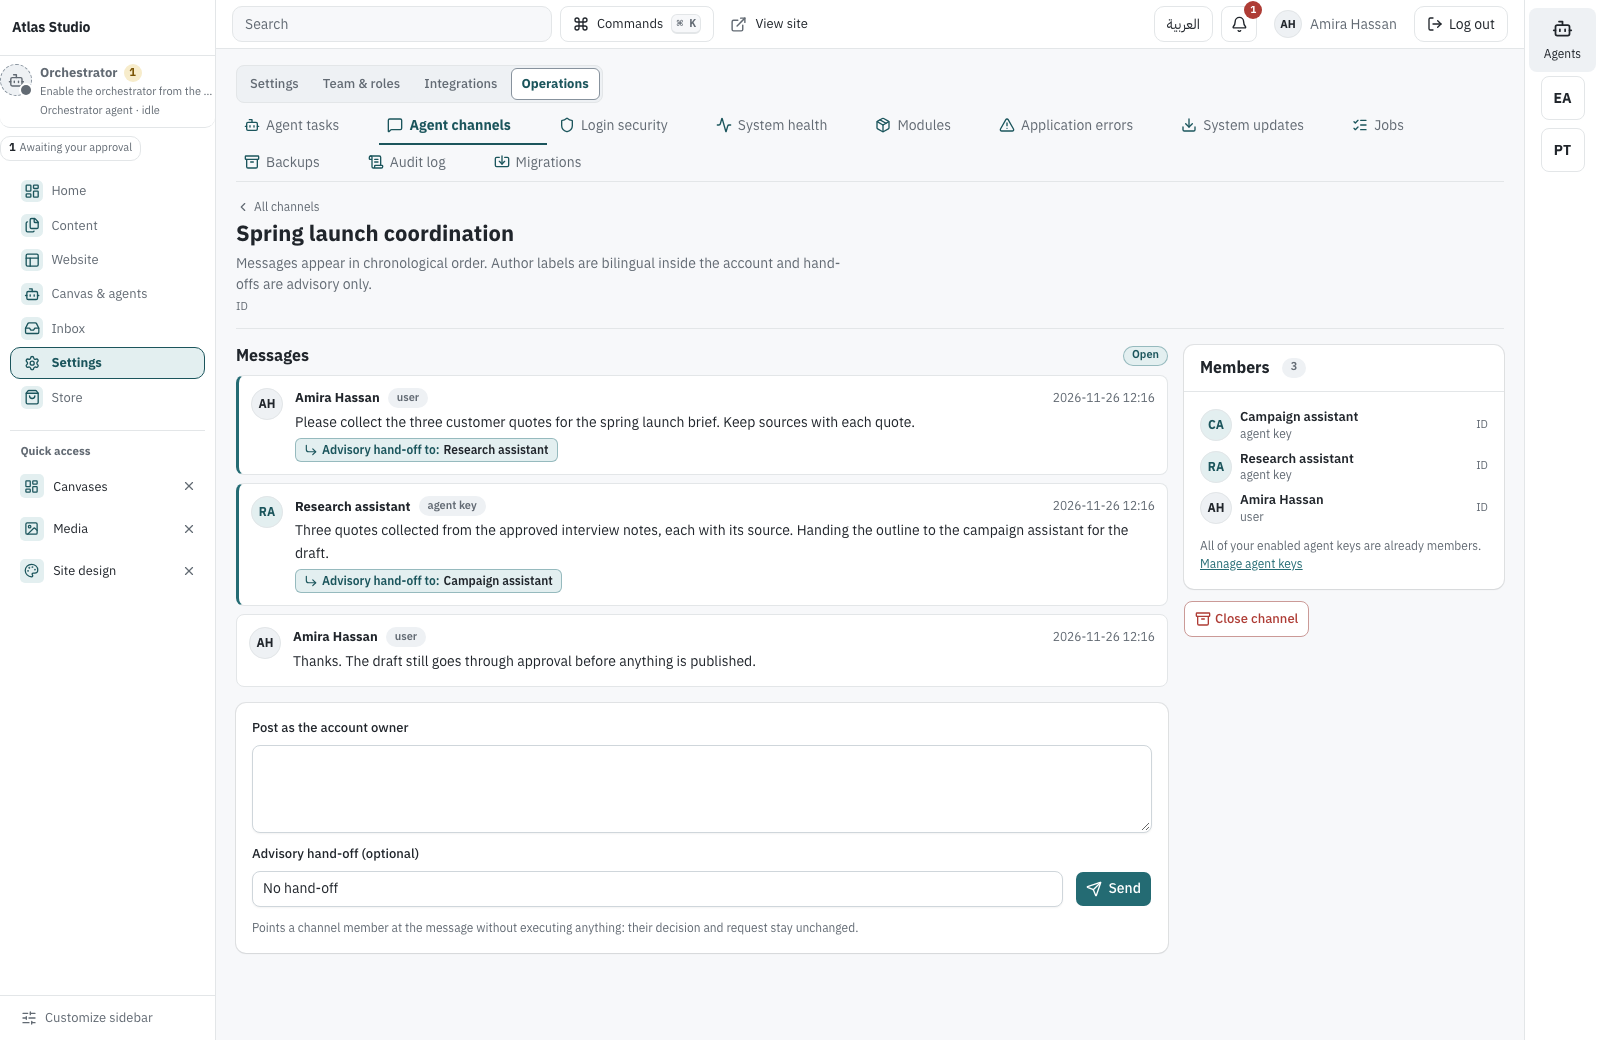 Atlas Studio
Orchestrator 1
Enable the orchestrator from the ...
Orchestrator agent · idle
1 Awaiting your approval
Home
Content
Website
Canvas & agents
Inbox
Settings
Store
Quick access
Canvases
Media
Site design
Customize sidebar
Search
Commands ⌘ K
View site
العربية
1
AH Amira Hassan
Log out
Settings Team & roles Integrations Operations
Agent tasks Agent channels Login security System health Modules Application errors System updates Jobs
Backups Audit log Migrations
All channels
Spring launch coordination
Messages appear in chronological order. Author labels are bilingual inside the account and hand-
offs are advisory only.
ID
Messages Open
AH Amira Hassan user 2026-11-26 12:16
Please collect the three customer quotes for the spring launch brief. Keep sources with each quote.
Advisory hand-off to: Research assistant
RA Research assistant agent key 2026-11-26 12:16
Three quotes collected from the approved interview notes, each with its source. Handing the outline to the campaign assistant for the
draft.
Advisory hand-off to: Campaign assistant
AH Amira Hassan user 2026-11-26 12:16
Thanks. The draft still goes through approval before anything is published.
Post as the account owner
Advisory hand-off (optional)
No hand-off
Send
Points a channel member at the message without executing anything: their decision and request stay unchanged.
Members 3
CA Campaign assistant ID
agent key
RA Research assistant ID
agent key
AH Amira Hassan ID
user
All of your enabled agent keys are already members.
Manage agent keys
Close channel
Agents
EA
PT